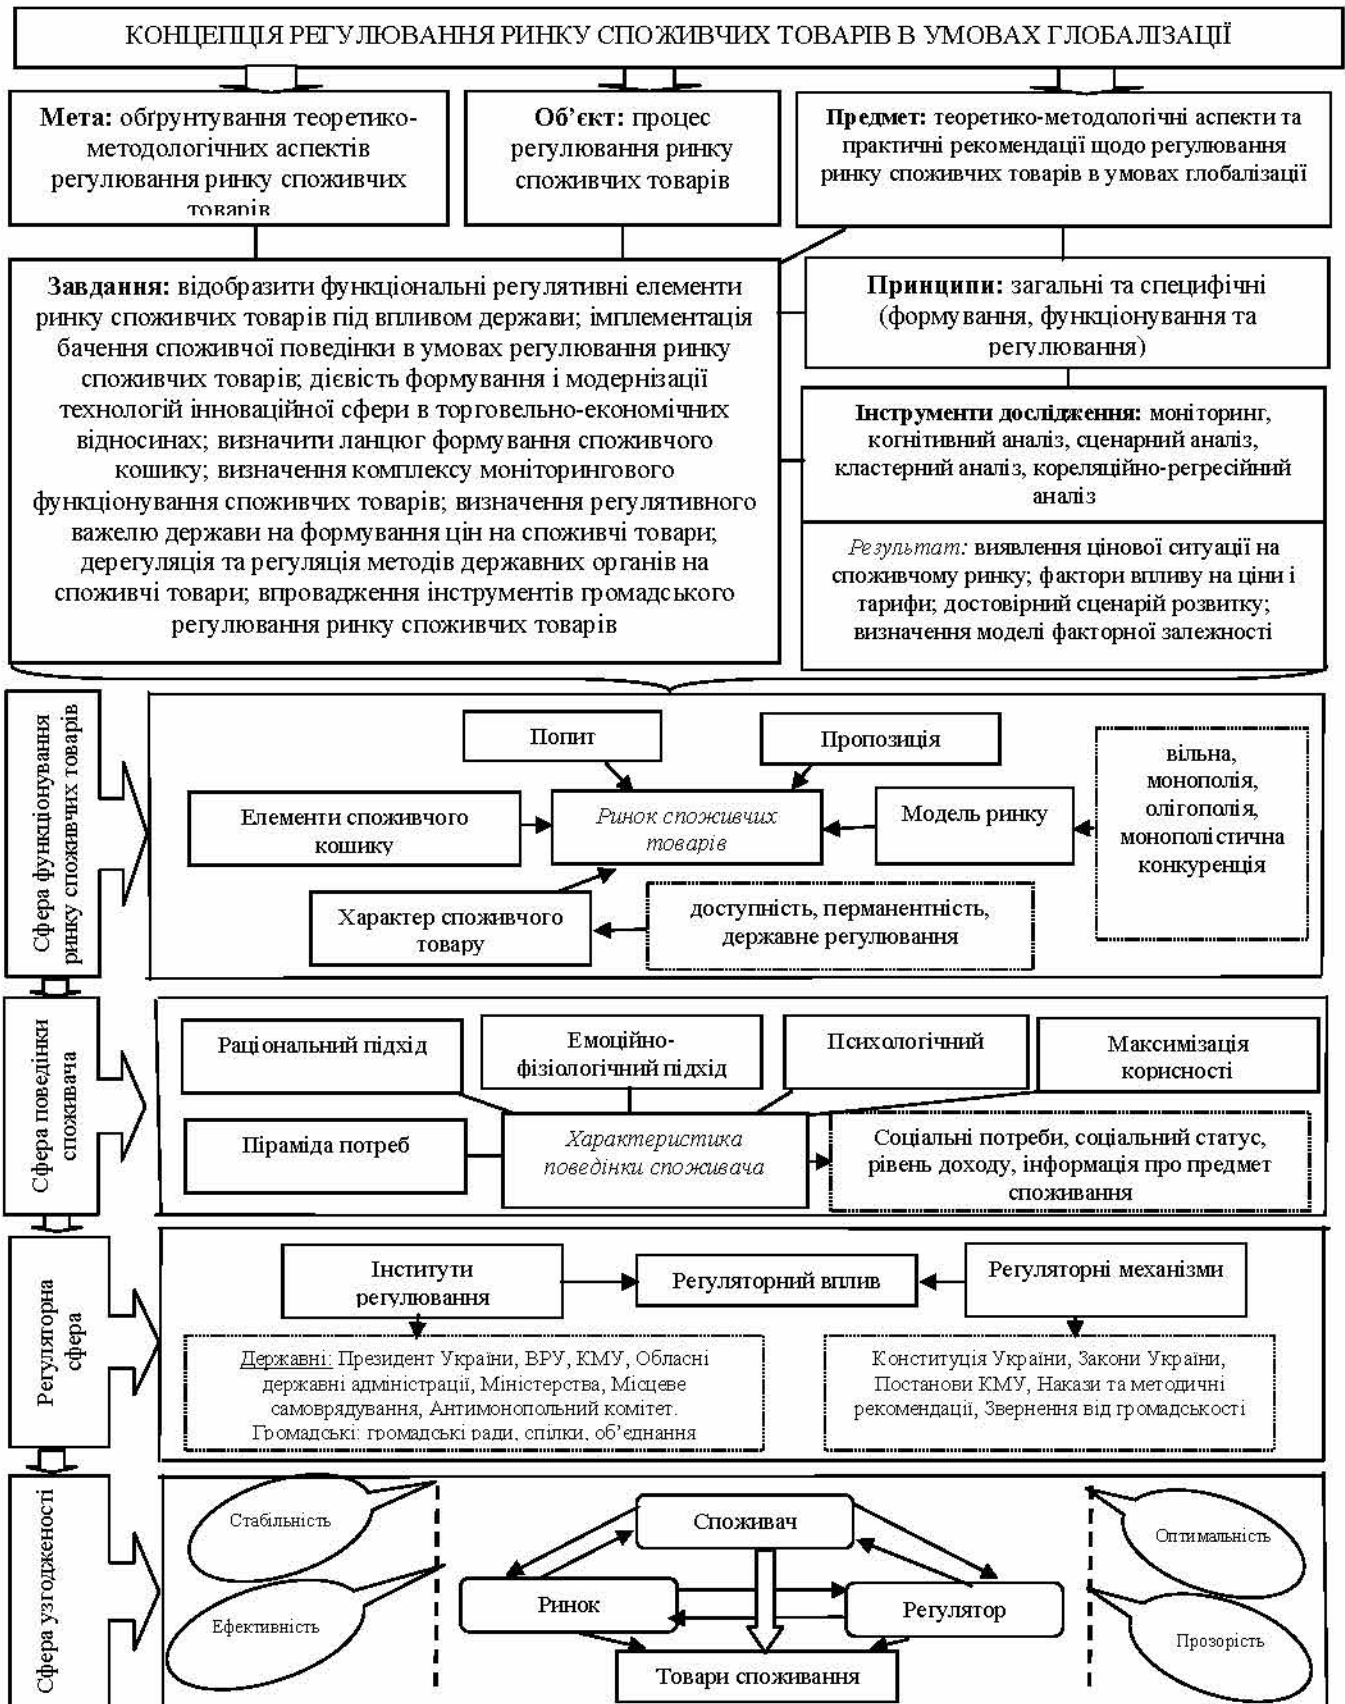 КОНЦЕПЦІЯ РЕГУЛЮВАННЯ РИНКУ СПОЖИВЧИХ ТОВАРІВ В УМОВАХ ГЛОБАЛІЗАЦІЇ
Мета: обґрунтування теоретико-
методологічних аспектів
регулювання ринку споживчих
товарів
Об’єкт: процес
регулювання ринку
споживчих товарів
Предмет: теоретико-методологічні аспекти та
практичні рекомендації щодо регулювання
ринку споживчих товарів в умовах глобалізації
Завдання: відобразити функціональні регулятивні елементи
ринку споживчих товарів під впливом держави; імплементація
бачення споживчої поведінки в умовах регулювання ринку
споживчих товарів; дієвість формування і модернізації
технологій інноваційної сфери в торговельно-економічних
відносинах; визначити ланцюг формування споживчого
кошику; визначення комплексу моніторингового
функціонування споживчих товарів; визначення регулятивного
важелю держави на формування цін на споживчі товари;
дерегуляція та регуляція методів державних органів на
споживчі товари; впровадження інструментів громадського
регулювання ринку споживчих товарів
Принципи: загальні та специфічні
(формування, функціонування та
регулювання)
Інструменти дослідження: моніторинг,
когнітивний аналіз, сценарний аналіз,
кластерний аналіз, кореляційно-регресійний
аналіз
Результат: виявлення цінової ситуації на
споживчому ринку; фактори впливу на ціни і
тарифи; достовірний сценарій розвитку;
визначення моделі факторної залежності
Сфера функціонування
ринку споживчих товарів
Попит
Пропозиція
Елементи споживчого
кошику
Ринок споживчих
товарів
Модель ринку
вільна,
монополія,
олігополія,
монополістична
конкуренція
Характер споживчого
товару
доступність, перманентність,
державне регулювання
Сфера поведінки
споживача
Раціональний підхід
Емоційно-
фізіологічний підхід
Психологічний
Максимізація
корисності
Піраміда потреб
Характеристика
поведінки споживача
Соціальні потреби, соціальний статус,
рівень доходу, інформація про предмет
споживання
Регуляторна
сфера
Інститути
регулювання
Регуляторний вплив
Регуляторні механізми
Державні: Президент України, ВРУ, КМУ, Обласні
державні адміністрації, Міністерства, Місцеве
самоврядування, Антимонопольний комітет.
Громадські: громадські ради, спілки, об’єднання
Конституція України, Закони України,
Постанови КМУ, Накази та методичні
рекомендації, Звернення від громадськості
Сфера узгодженості
Стабільність
Ефективність
Споживач
Ринок
Регулятор
Товари споживання
Оптимальність
Прозорість